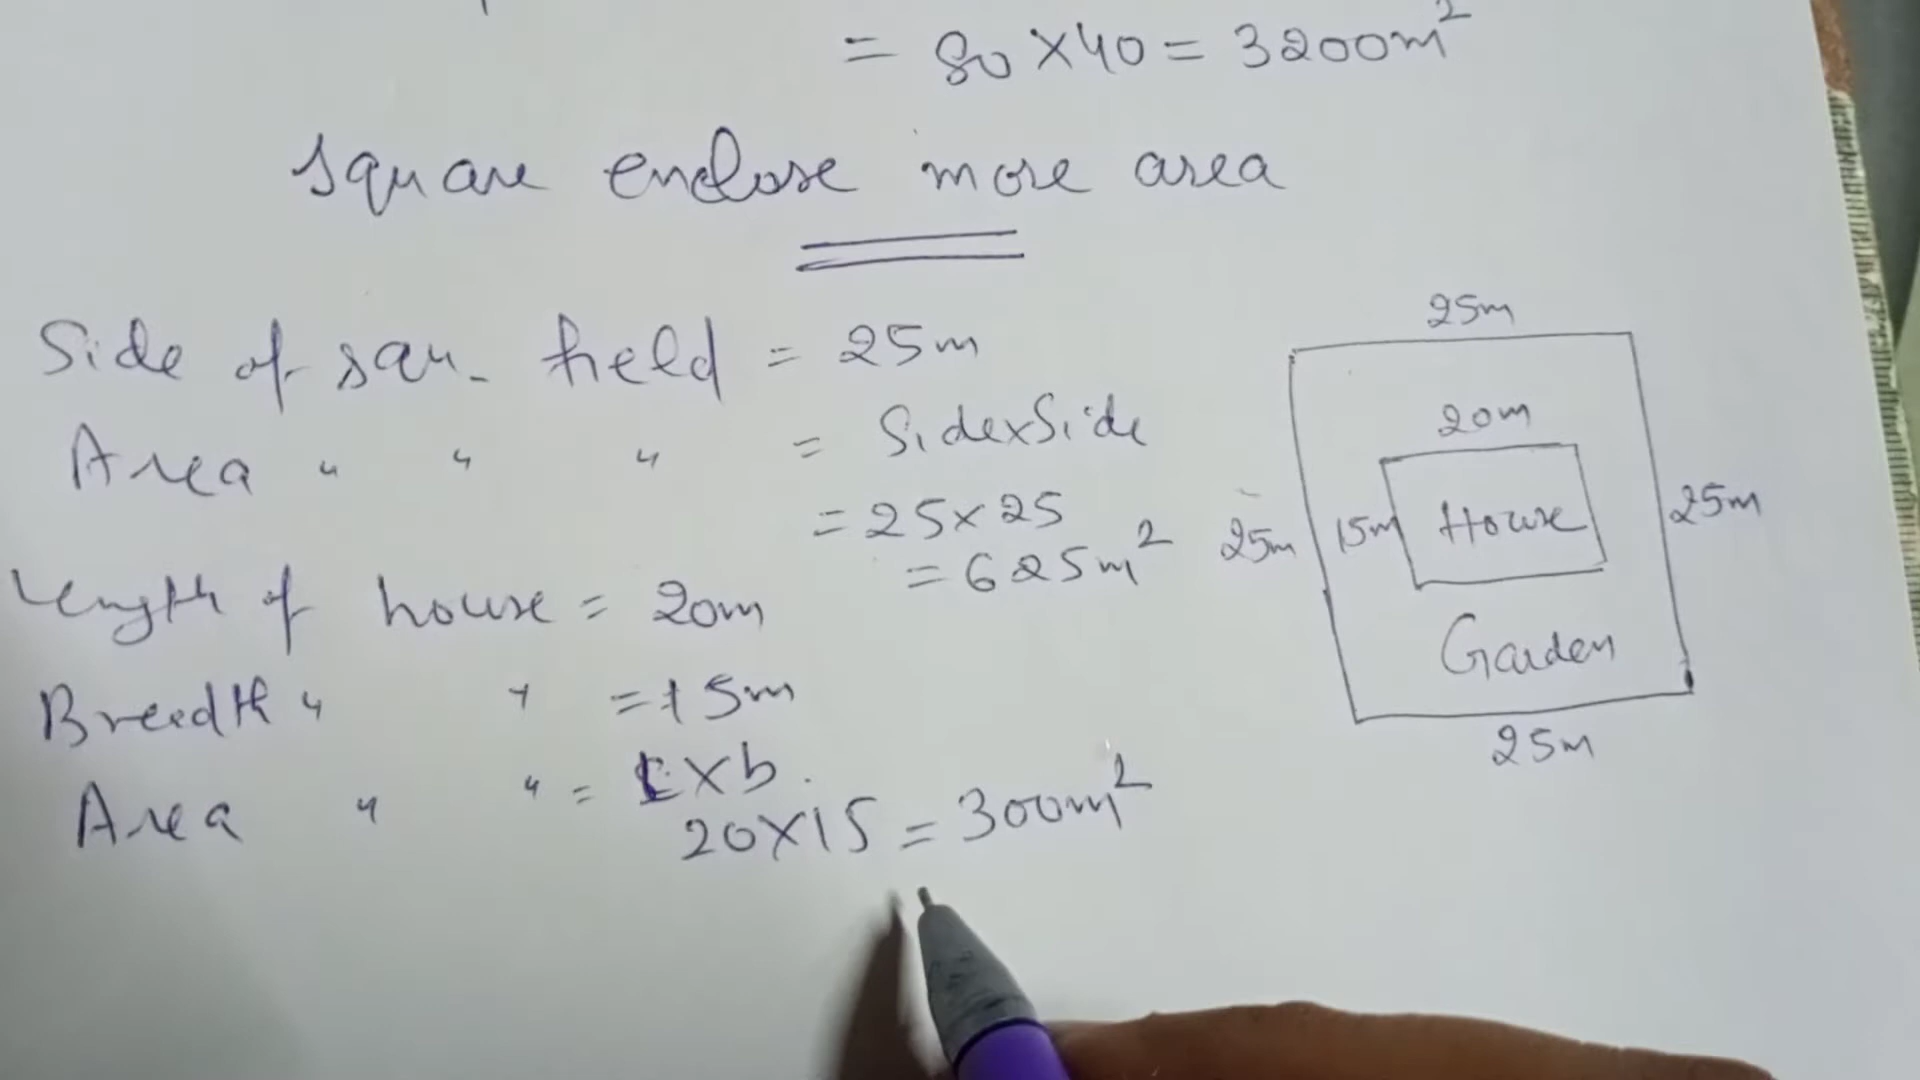 = 80 × 40 = 3200m²
square enclose more area
Side of squ. field = 25m
Area " " " = Side×Side
= 25 × 25
= 625m²
Length of house = 20m
Breedth " " = 15m
Area " " = L × b.
20 × 15 = 300m²
25m
20m
25m 15m House 25m
Garden
25m